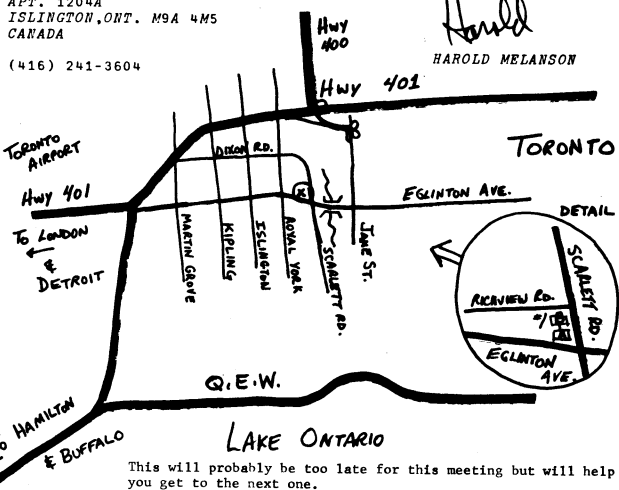 APT. 1204A
ISLINGTON,ONT. M9A 4M5
CANADA
(416) 241-3604
Harold
HAROLD MELANSON
HWY
400
HWY 401
TORONTO
AIRPORT
DIXON RD.
TORONTO
HWY 401
EGLINTON AVE.
TO LONDON
&
DETROIT
MARTIN GROVE
KIPLING
ISLINGTON
ROYAL YORK
SCARLETT RD.
JANE ST.
X
DETAIL
SCARLETT RD.
RICHVIEW RD.
#1
EGLINTON
AVE.
Q.E.W.
TO HAMILTON
& BUFFALO
LAKE ONTARIO
This will probably be too late for this meeting but will help
you get to the next one.